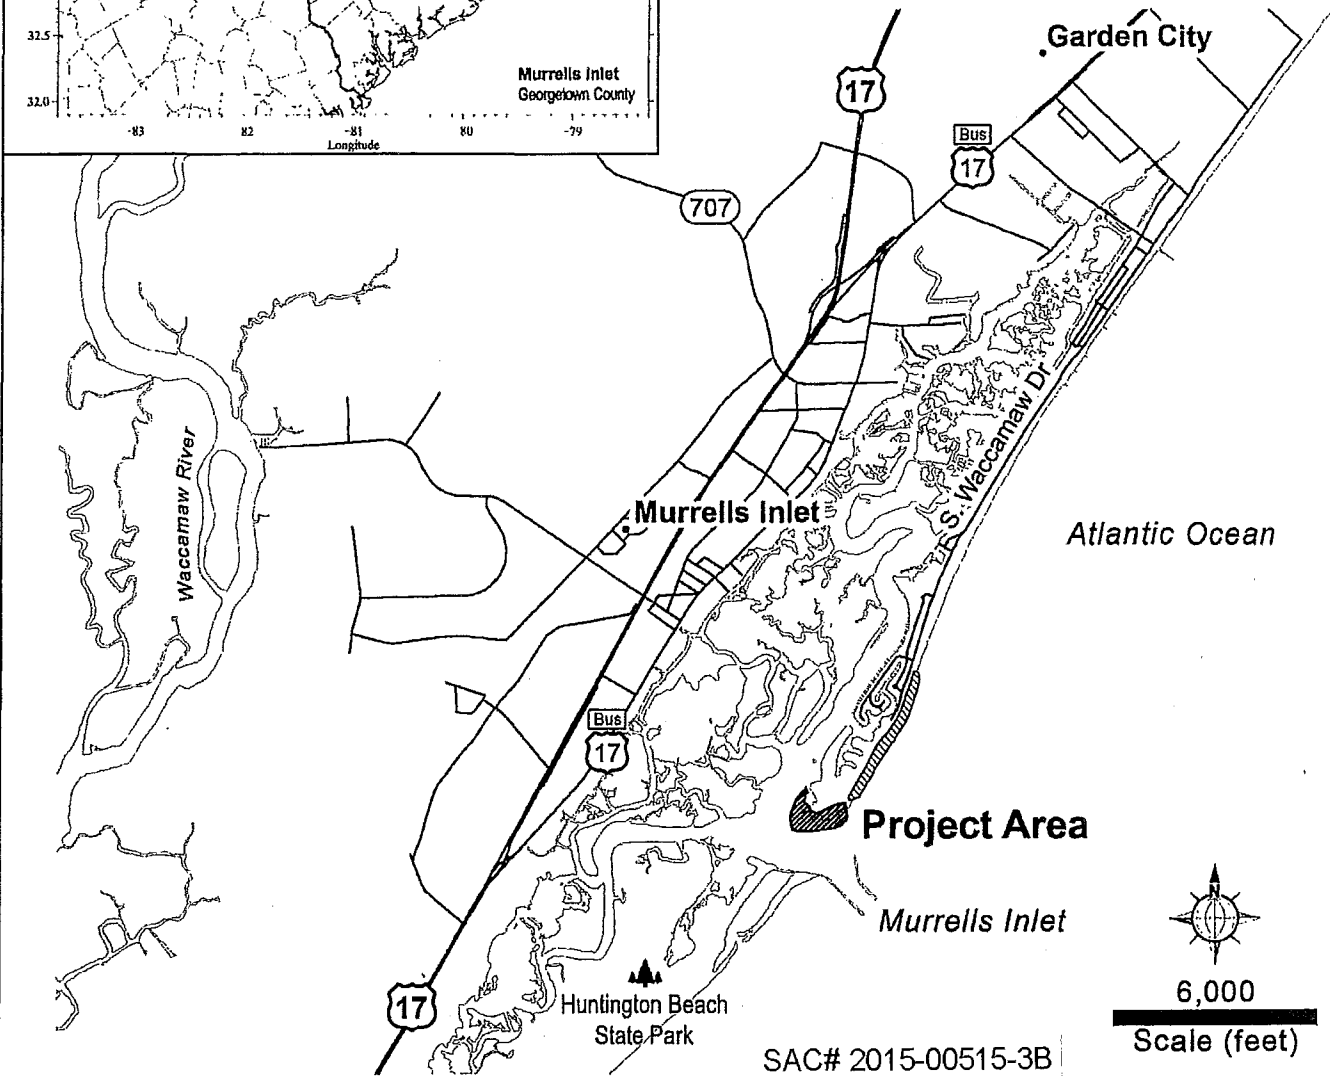 32.5
32.0
-83
82
-81
80
-79
Longitude
Murrells Inlet
Georgetown County
Garden City
17
Bus
17
707
Waccamaw River
S. Waccamaw Dr
Murrells Inlet
Atlantic Ocean
Bus
17
Project Area
Murrells Inlet
N
17
Huntington Beach
State Park
6,000
Scale (feet)
SAC# 2015-00515-3B